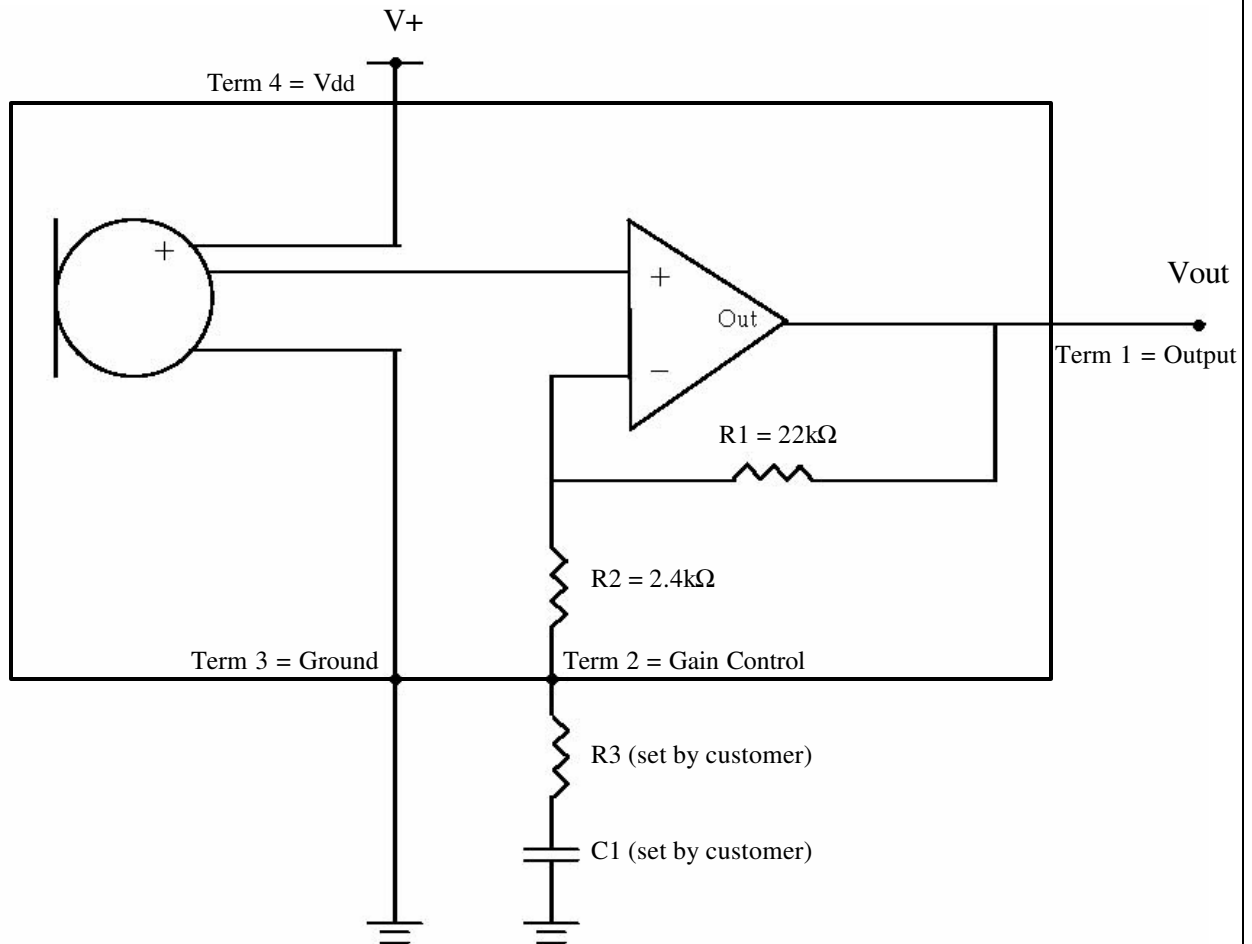 V+
Term 4 = Vdd
+
+
Vout
Out
Term 1 = Output
−
R1 = 22kΩ
R2 = 2.4kΩ
Term 3 = Ground
Term 2 = Gain Control
R3 (set by customer)
C1 (set by customer)